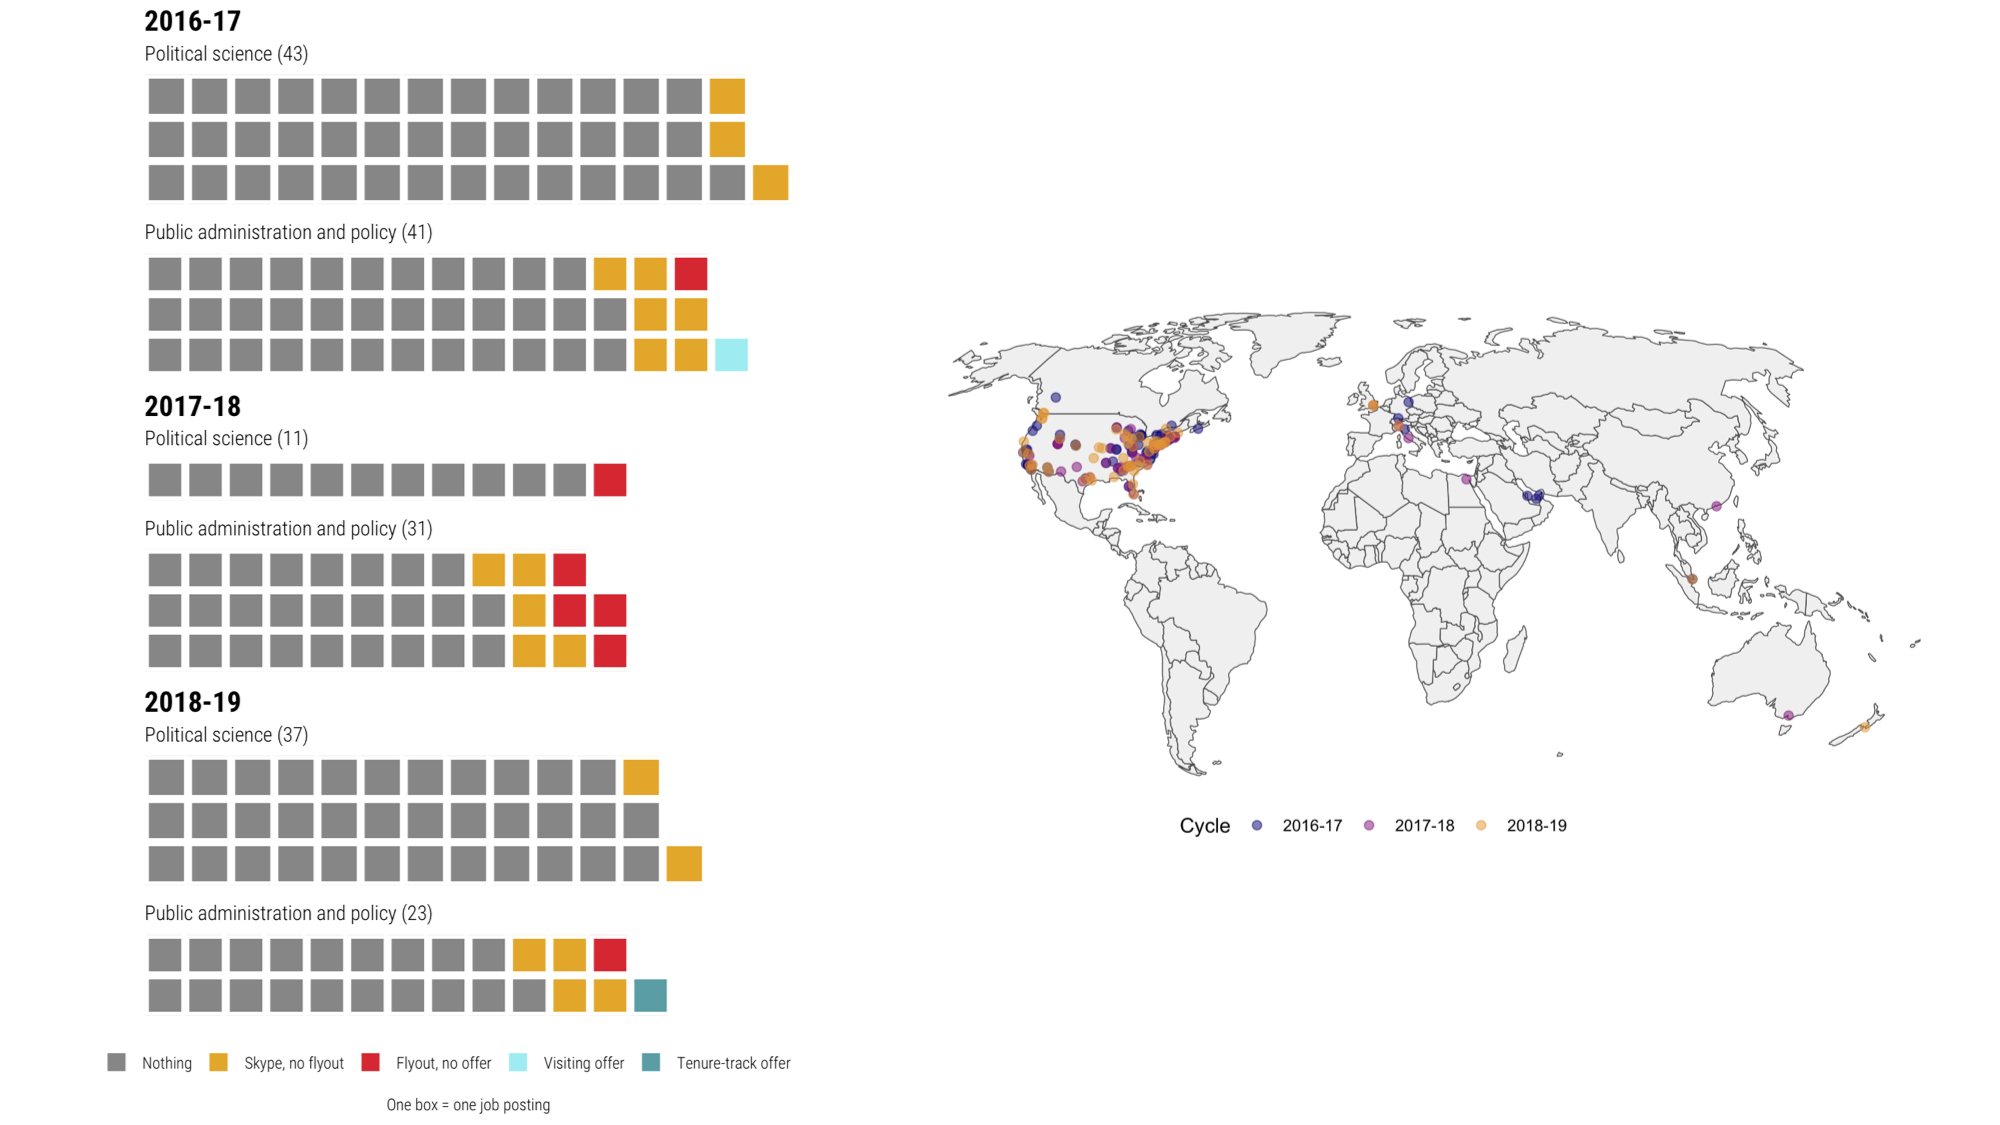 2016-17
Political science (43)
Public administration and policy (41)
2017-18
Political science (11)
Public administration and policy (31)
2018-19
Political science (37)
Public administration and policy (23)
Nothing Skype, no flyout Flyout, no offer Visiting offer Tenure-track offer
One box = one job posting
Cycle 2016-17 2017-18 2018-19